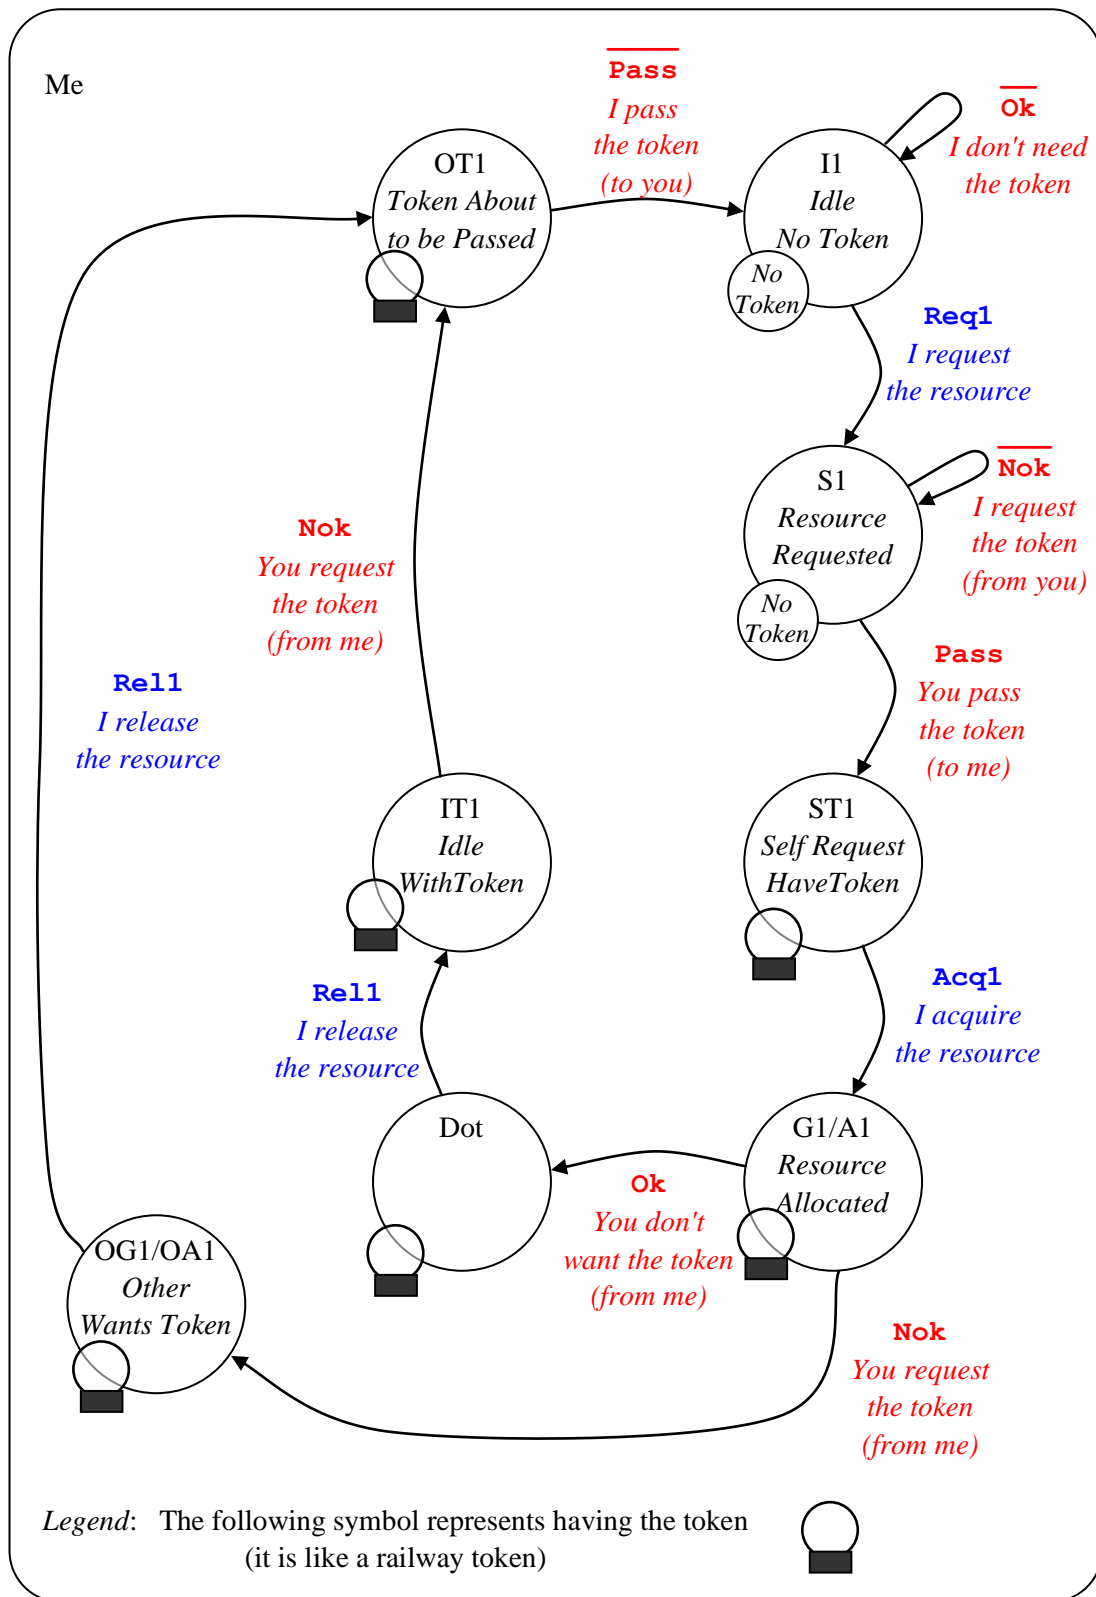 Me
Pass
I pass
the token
(to you)
OT1
Token About
to be Passed
I1
Idle
No Token
No
Token
Ok
I don't need
the token
Req1
I request
the resource
S1
Resource
Requested
No
Token
Nok
I request
the token
(from you)
Nok
You request
the token
(from me)
Pass
You pass
the token
(to me)
Rel1
I release
the resource
IT1
Idle
WithToken
ST1
Self Request
HaveToken
Rel1
I release
the resource
Acq1
I acquire
the resource
Dot
G1/A1
Resource
Allocated
Ok
You don't
want the token
(from me)
OG1/OA1
Other
Wants Token
Nok
You request
the token
(from me)
Legend: The following symbol represents having the token
(it is like a railway token)